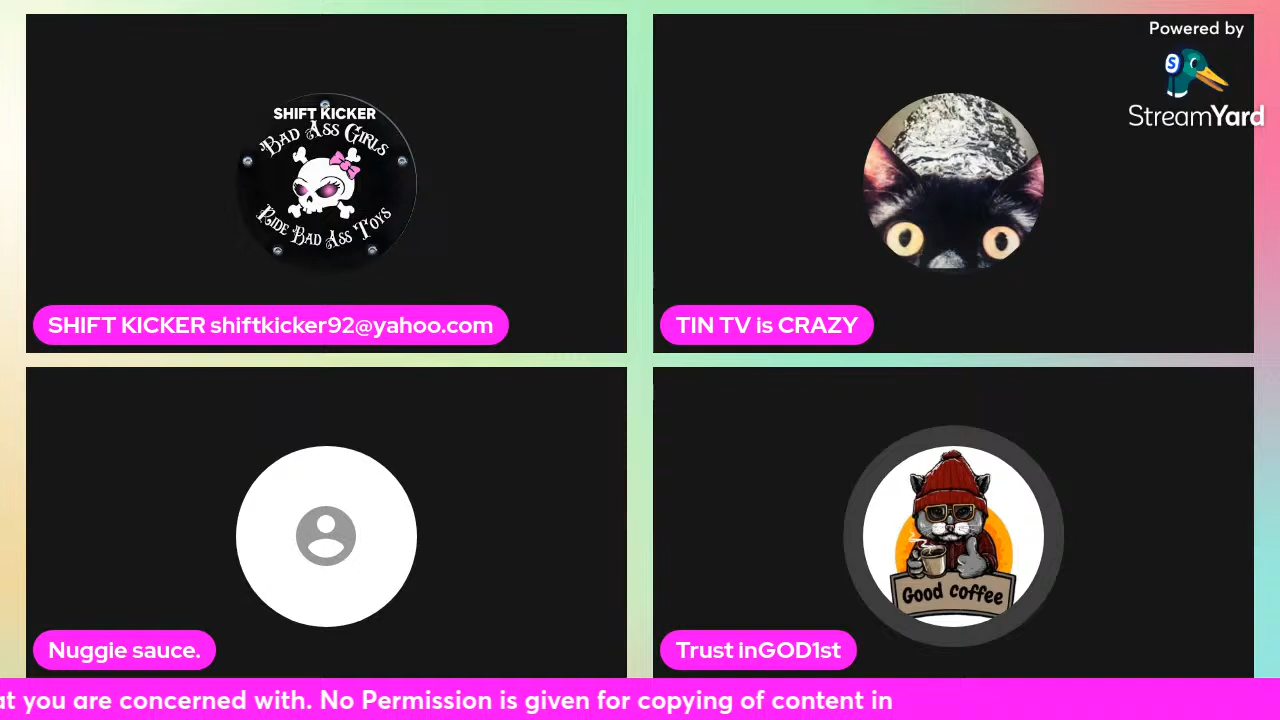 SHIFT KICKER
BAD ASS GIRLS
RIDE BAD ASS TOYS
SHIFT KICKER shiftkicker92@yahoo.com
Powered by
S
StreamYard
TIN TV is CRAZY
Nuggie sauce.
Good coffee
Trust inGOD1st
at you are concerned with. No Permission is given for copying of content in